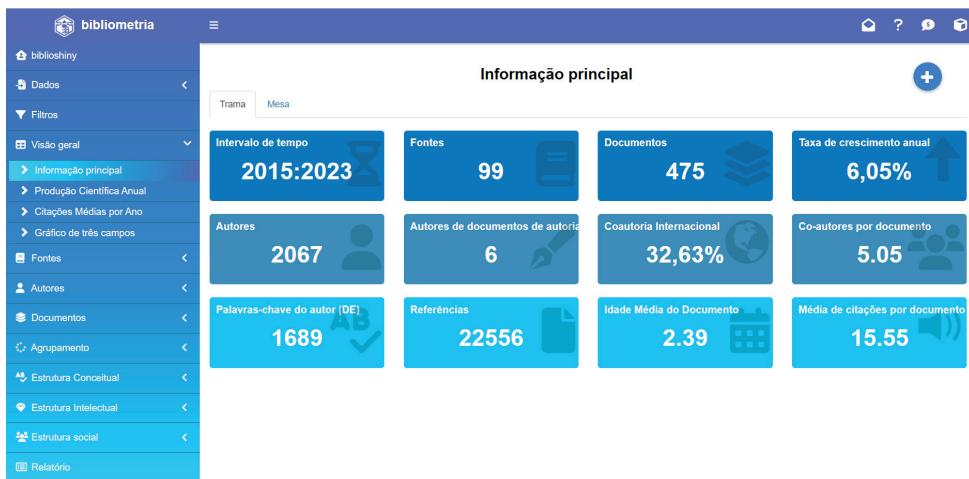 bibliometria
biblioshiny
Dados
Filtros
Visão geral
Informação principal
Produção Científica Anual
Citações Médias por Ano
Gráfico de três campos
Fontes
Autores
Documentos
Agrupamento
Estrutura Conceitual
Estrutura Intelectual
Estrutura social
Relatório
Informação principal
Trama Mesa
Intervalo de tempo
2015:2023
Fontes
99
Documentos
475
Taxa de crescimento anual
6,05%
Autores
2067
Autores de documentos de autoria
6
Coautoria Internacional
32,63%
Co-autores por documento
5.05
Palavras-chave do autor (DE)
1689
Referências
22556
Idade Média do Documento
2.39
Média de citações por documento
15.55